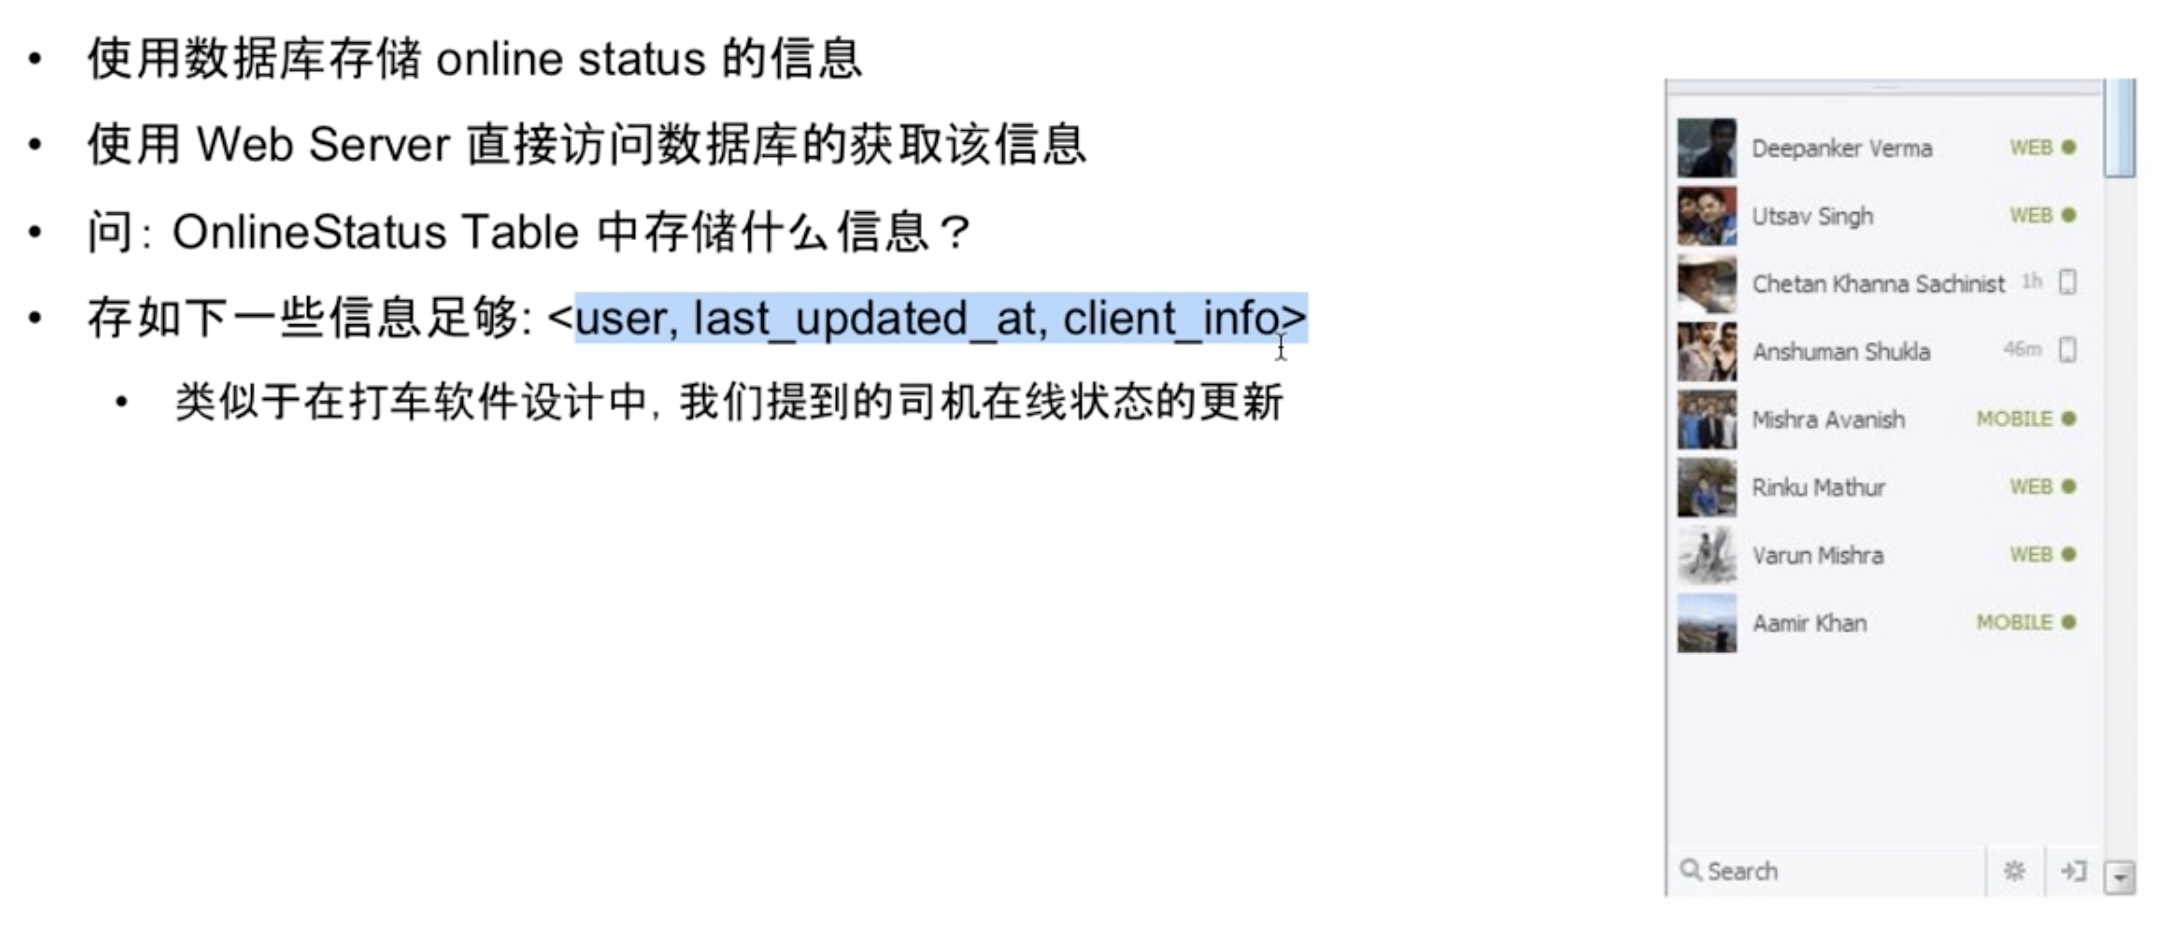 • 使用数据库存储 online status 的信息
• 使用 Web Server 直接访问数据库的获取该信息
• 问: OnlineStatus Table 中存储什么信息？
• 存如下一些信息足够: <user, last_updated_at, client_info>
• 类似于在打车软件设计中, 我们提到的司机在线状态的更新
Deepanker Verma WEB
Utsav Singh WEB
Chetan Khanna Sachinist 1h
Anshuman Shukla 46m
Mishra Avanish MOBILE
Rinku Mathur WEB
Varun Mishra WEB
Aamir Khan MOBILE
Search